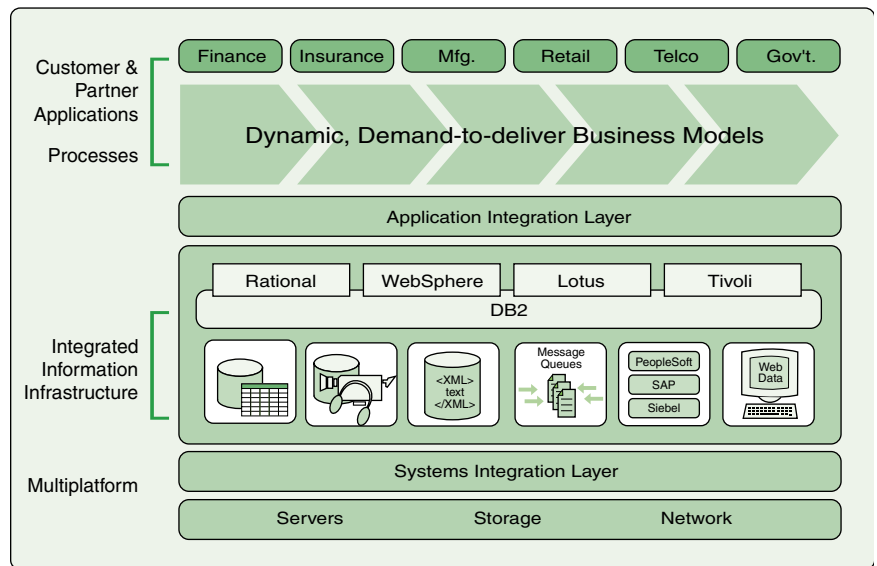 Finance Insurance Mfg. Retail Telco Gov't.
Customer &
Partner
Applications
Processes
Dynamic, Demand-to-deliver Business Models
Application Integration Layer
Rational WebSphere Lotus Tivoli
DB2
Integrated
Information
Infrastructure
<XML>
text
</XML>
Message
Queues
PeopleSoft
SAP
Siebel
Web
Data
Multiplatform
Systems Integration Layer
Servers Storage Network